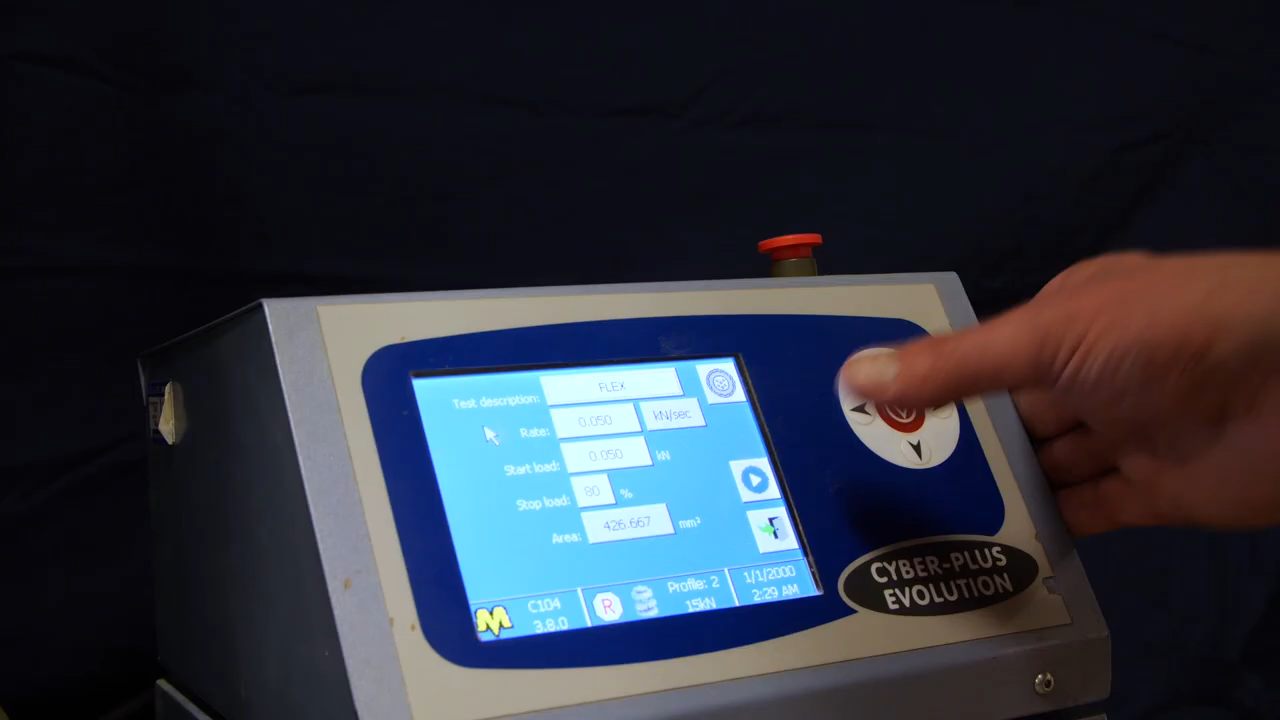 Test description: FLEX
Rate: 0.050 kN/sec
Start load: 0.050 kN
Stop load: 80 %
Area: 426.667 mm²
C104
3.8.0
R
Profile: 2
15kN
1/1/2000
2:29 AM
CYBER-PLUS
EVOLUTION